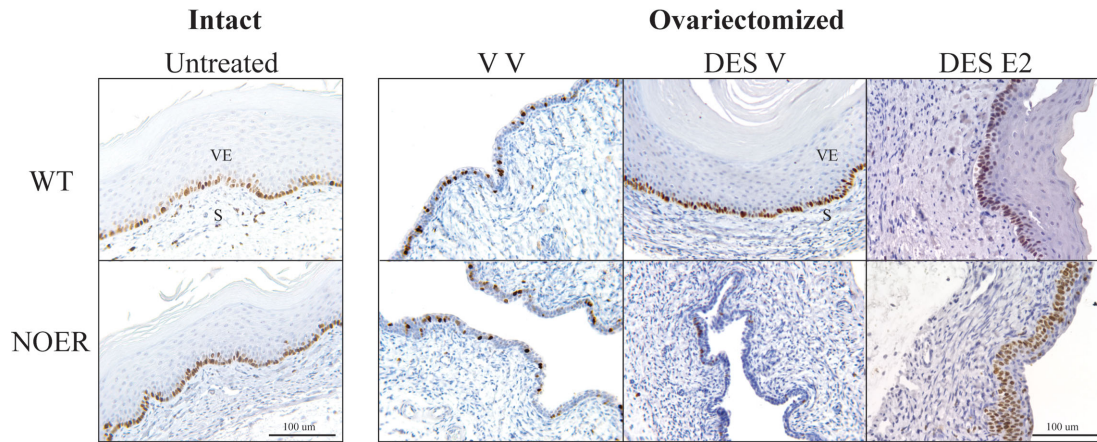 Intact Ovariectomized
Untreated V V DES V DES E2
WT
VE
S
VE
S
NOER
100 um
100 um